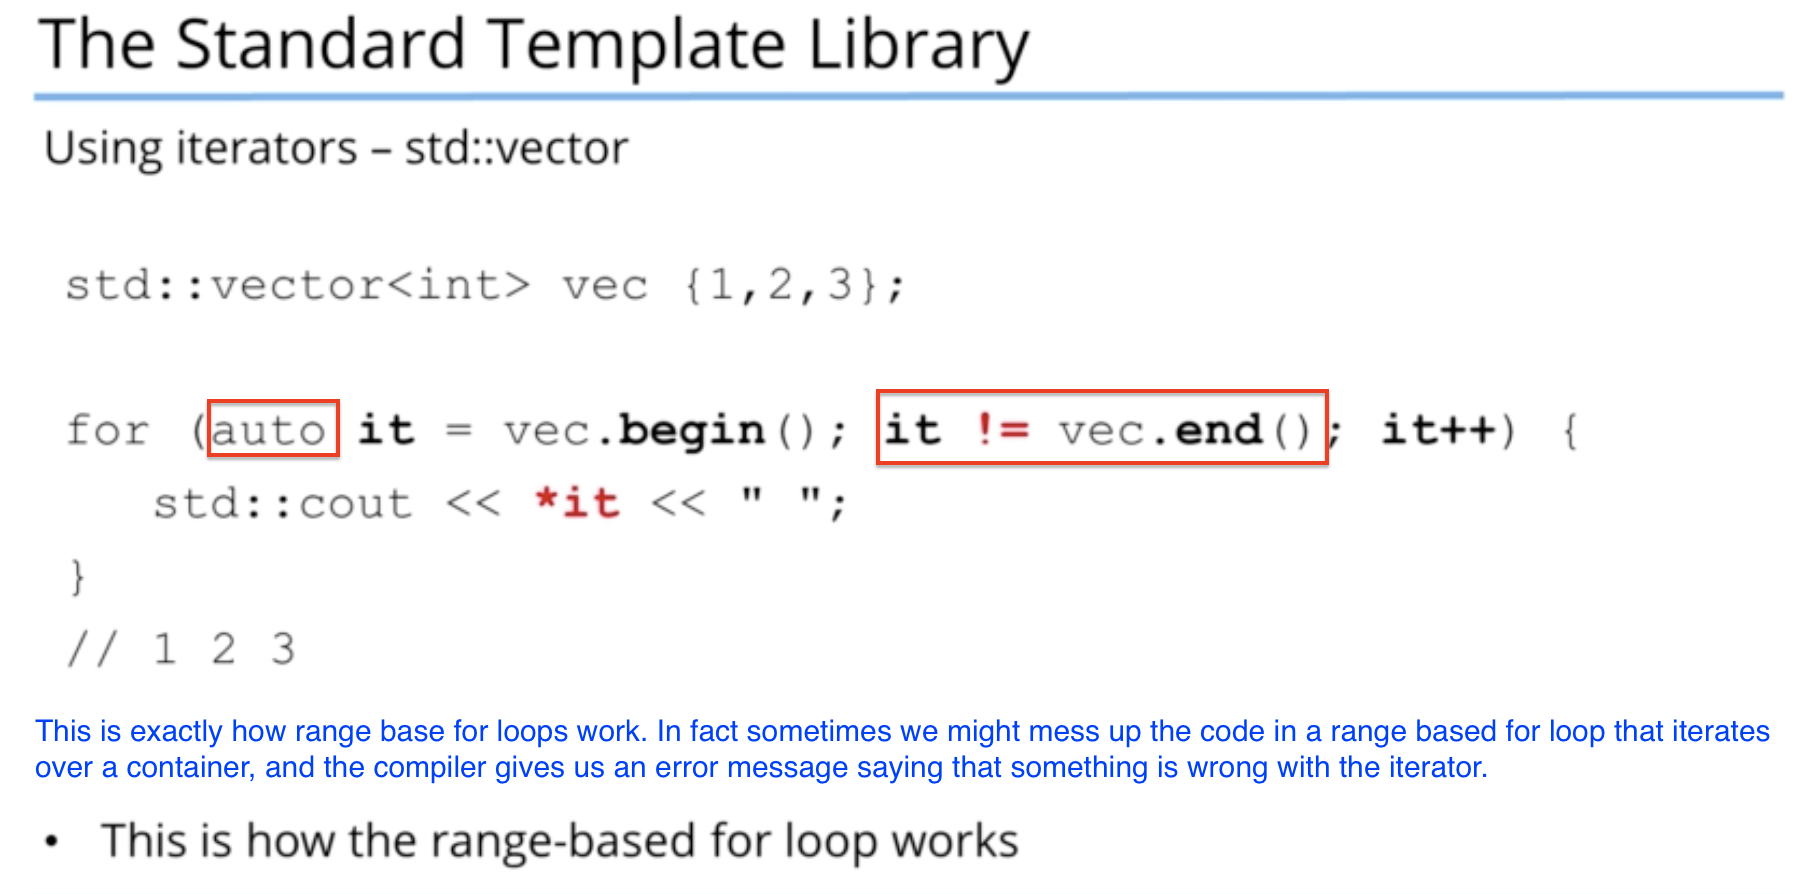 The Standard Template Library
Using iterators – std::vector
std::vector<int> vec {1,2,3};
for (auto it = vec.begin(); it != vec.end(); it++) {
std::cout << *it << " ";
}
// 1 2 3
This is exactly how range base for loops work. In fact sometimes we might mess up the code in a range based for loop that iterates
over a container, and the compiler gives us an error message saying that something is wrong with the iterator.
• This is how the range-based for loop works